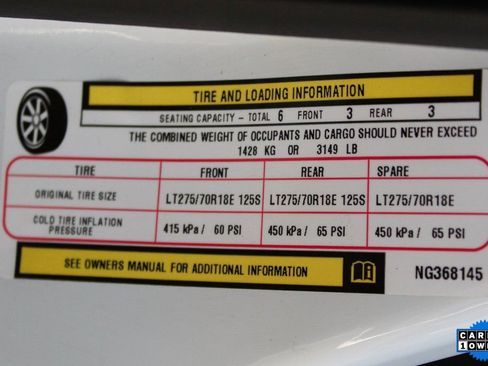 TIRE AND LOADING INFORMATION
SEATING CAPACITY - TOTAL 6 FRONT 3 REAR 3
THE COMBINED WEIGHT OF OCCUPANTS AND CARGO SHOULD NEVER EXCEED
1428 KG OR 3149 LB
TIRE FRONT REAR SPARE
ORIGINAL TIRE SIZE LT275/70R18E 125S LT275/70R18E 125S LT275/70R18E
COLD TIRE INFLATION PRESSURE 415 kPa / 60 PSI 450 kPa / 65 PSI 450 kPa / 65 PSI
SEE OWNERS MANUAL FOR ADDITIONAL INFORMATION
NG368145
1